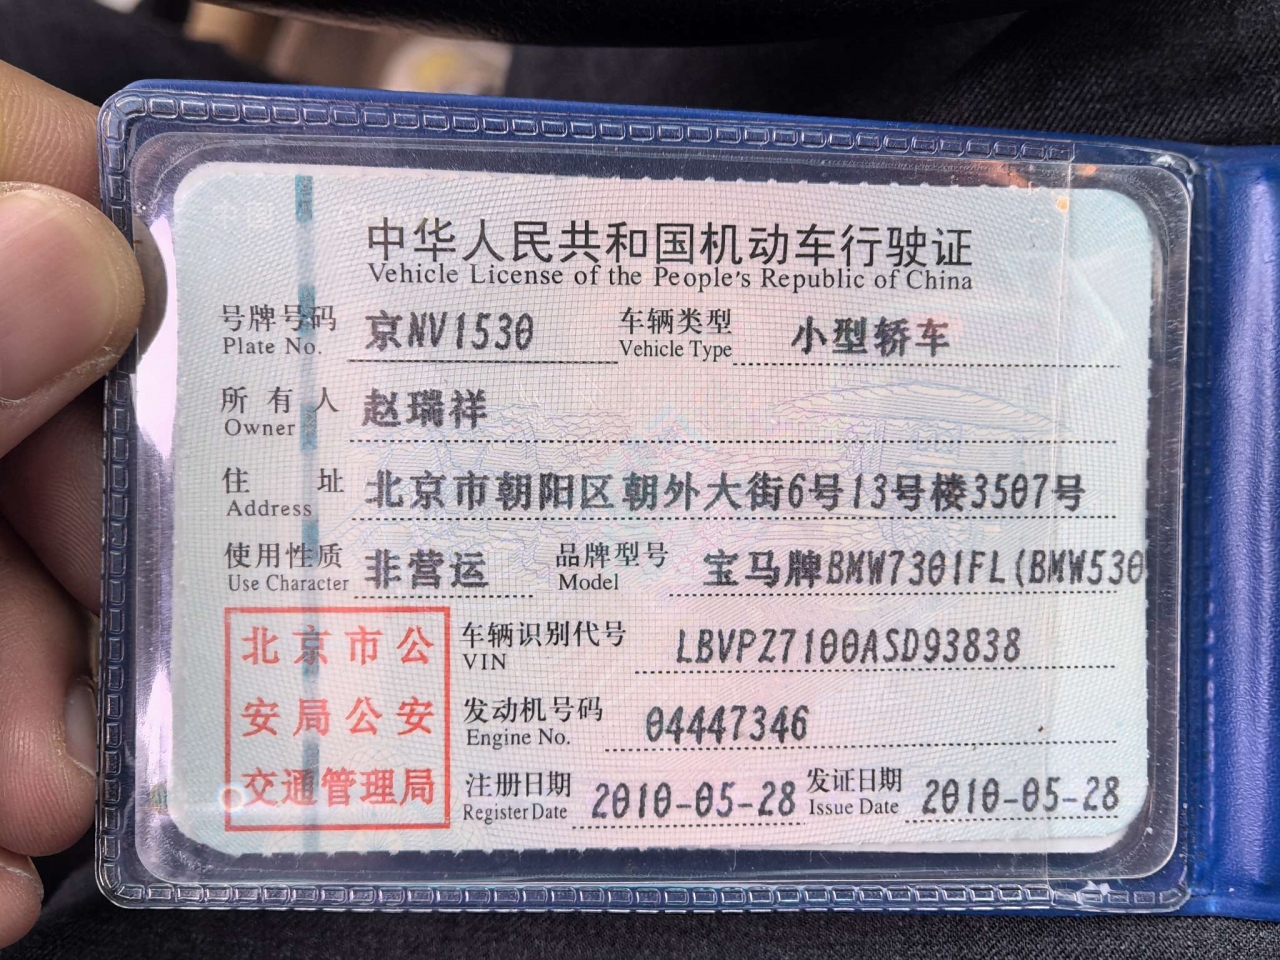 中华人民共和国机动车行驶证
Vehicle License of the People's Republic of China
号牌号码 京NV1530 车辆类型 小型轿车
Plate No. Vehicle Type
所有人 赵瑞祥
Owner
住址 北京市朝阳区朝外大街6号13号楼3507号
Address
使用性质 非营运 品牌型号 宝马牌BMW7301FL(BMW530
Use Character Model
北京市公
安局公安
交通管理局
车辆识别代号 LBVPZ7100ASD93838
VIN
发动机号码 04447346
Engine No.
注册日期 2010-05-28 发证日期 2010-05-28
Register Date Issue Date